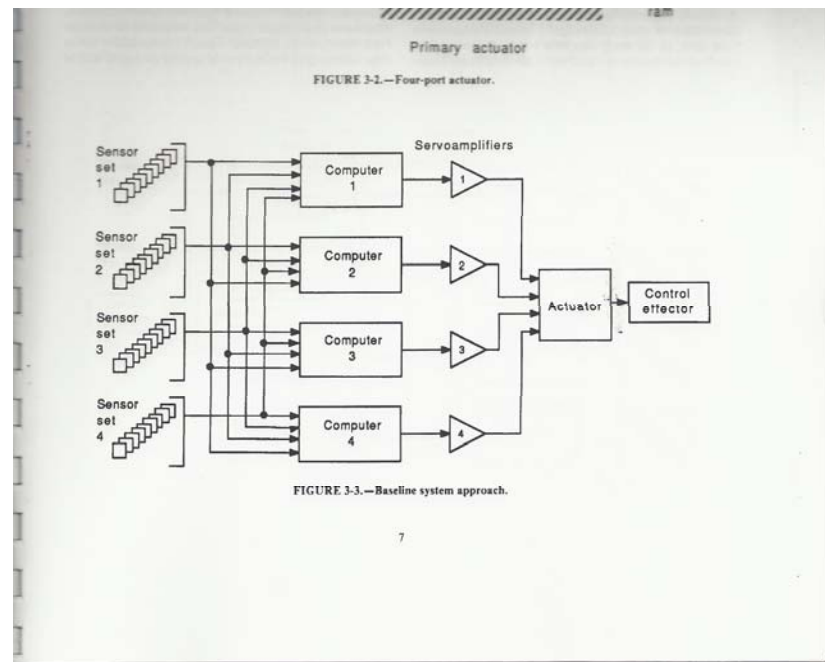 ram
Primary actuator
FIGURE 3-2.—Four-port actuator.
Servoamplifiers
Sensor
set
1
Computer
1
1
Sensor
set
2
Computer
2
2
Actuator
Control
effector
Sensor
set
3
Computer
3
3
Sensor
set
4
Computer
4
4
FIGURE 3-3.—Baseline system approach.
7